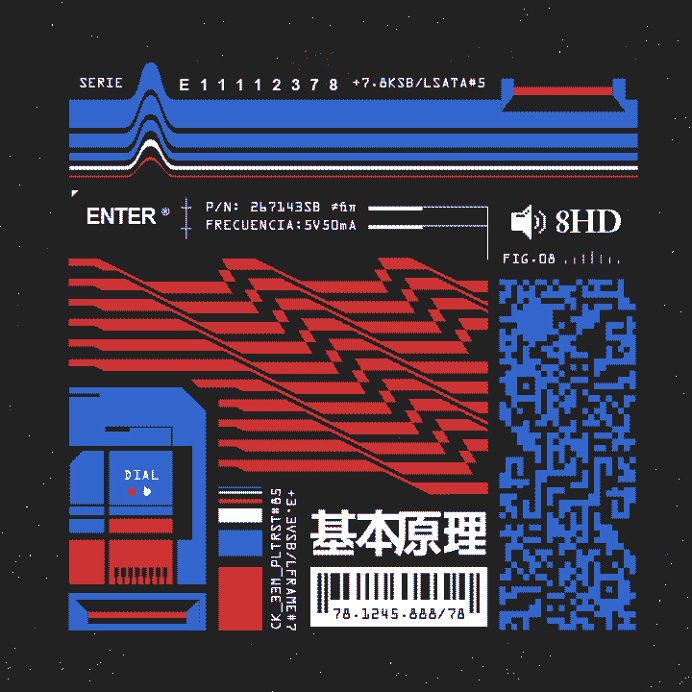 SERIE E 1 1 1 1 2 3 7 8 +7.8KSB/LSATA#5
ENTER®
P/N: 267143SB
FRECUENCIA:5V50mA
8HD
FIG.08
DIAL
CK_33M_PLTRST#85
+3.3VSB/LFRAME#7
基本原理
78.1245.888/78